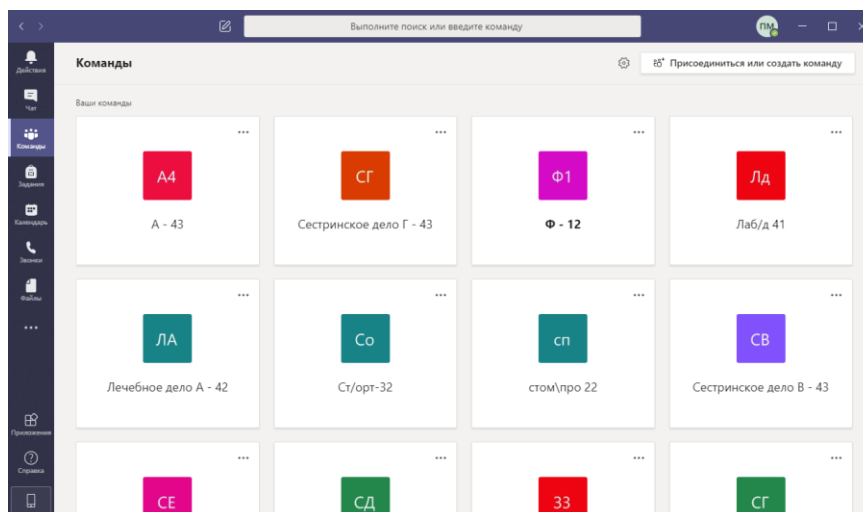 Выполните поиск или введите команду
ПМ
Действия
Чат
Команды
Задания
Календарь
Звонки
Файлы
Приложения
Справка
Команды
Присоединиться или создать команду
Ваши команды
А4
СГ
Ф1
Лд
А - 43
Сестринское дело Г - 43
Ф - 12
Лаб/д 41
ЛА
Со
сп
СВ
Лечебное дело А - 42
Ст/орт-32
стом\про 22
Сестринское дело В - 43
СЕ
СД
33
СГ